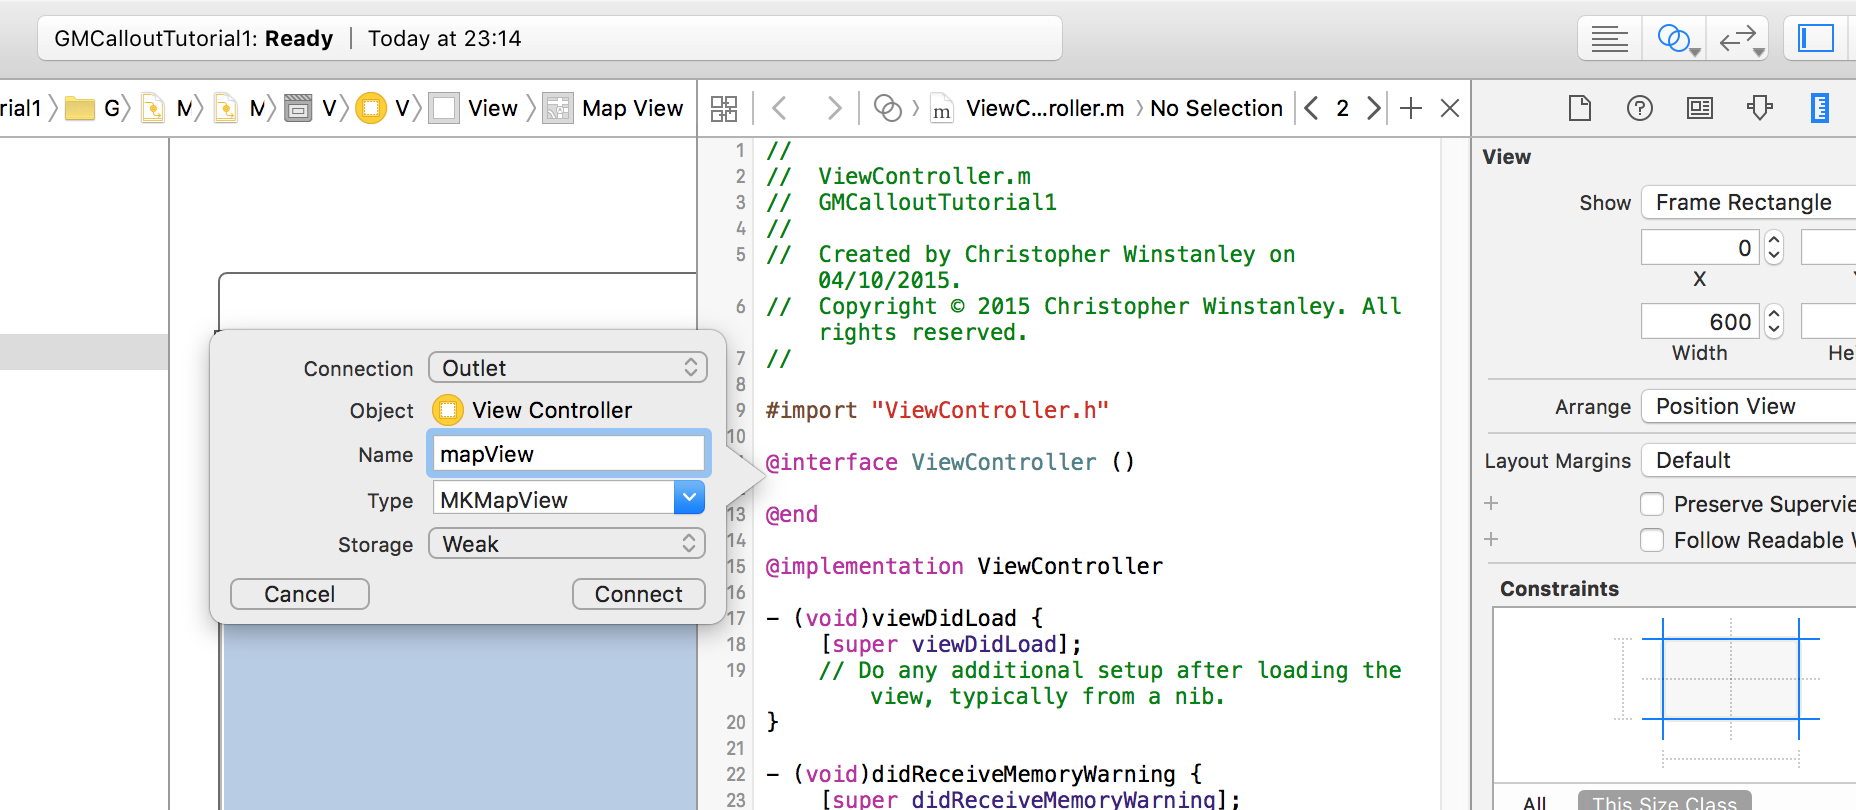 GMCalloutTutorial1: Ready | Today at 23:14
rial1 G M M V V View Map View
ViewC...roller.m No Selection 2
1 //
2 //  ViewController.m
3 //  GMCalloutTutorial1
4 //
5 //  Created by Christopher Winstanley on
04/10/2015.
6 //  Copyright © 2015 Christopher Winstanley. All
rights reserved.
7 //
8
9 #import "ViewController.h"
10
@interface ViewController ()
13 @end
14
15 @implementation ViewController
16
17 - (void)viewDidLoad {
18 [super viewDidLoad];
19 // Do any additional setup after loading the
view, typically from a nib.
20 }
21
22 - (void)didReceiveMemoryWarning {
23 [super didReceiveMemoryWarning];
Connection Outlet
Object View Controller
Name mapView
Type MKMapView
Storage Weak
Cancel Connect
View
Show Frame Rectangle
0
X
600
Width He
Arrange Position View
Layout Margins Default
Preserve Supervie
Follow Readable
Constraints
All This Size Class